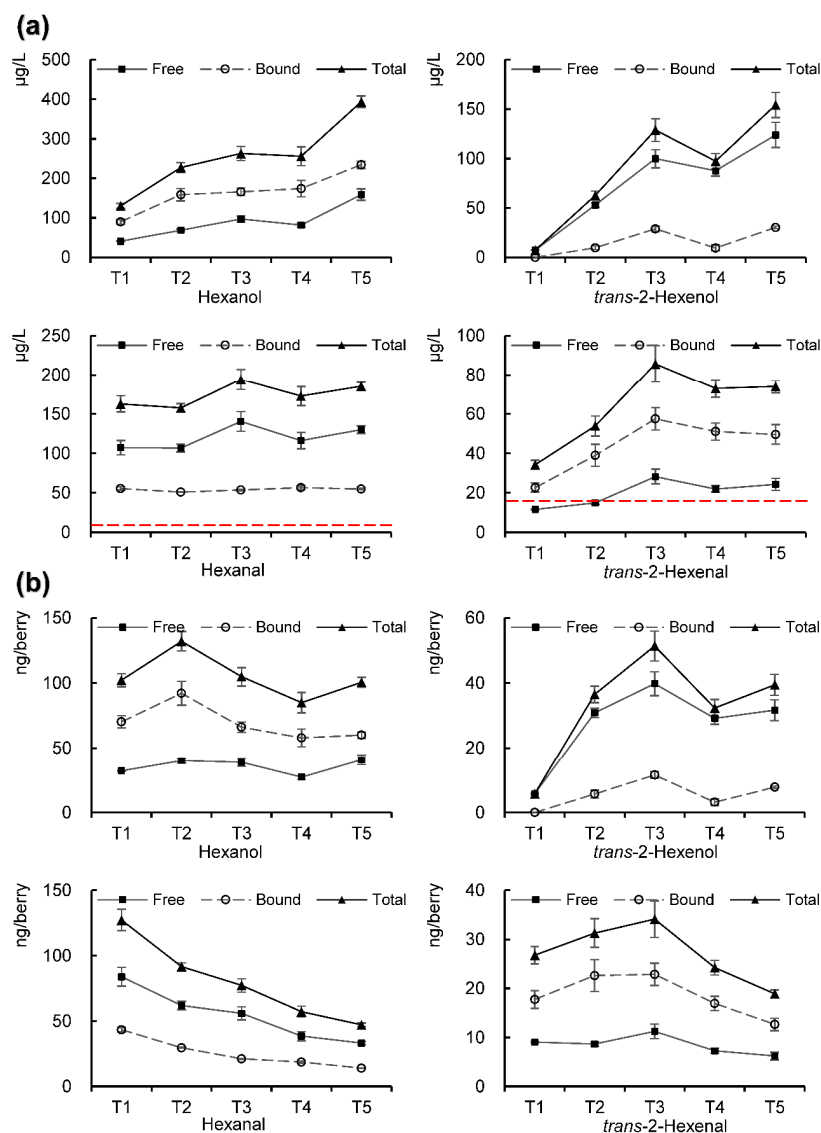 (a)
µg/L
Free Bound Total
500
400
300
200
100
0
T1 T2 T3 T4 T5
Hexanol
µg/L
Free Bound Total
200
150
100
50
0
T1 T2 T3 T4 T5
trans-2-Hexenol
µg/L
Free Bound Total
250
200
150
100
50
0
T1 T2 T3 T4 T5
Hexanal
µg/L
Free Bound Total
100
80
60
40
20
0
T1 T2 T3 T4 T5
trans-2-Hexenal
(b)
ng/berry
Free Bound Total
150
100
50
0
T1 T2 T3 T4 T5
Hexanol
ng/berry
Free Bound Total
60
40
20
0
T1 T2 T3 T4 T5
trans-2-Hexenol
ng/berry
Free Bound Total
150
100
50
0
T1 T2 T3 T4 T5
Hexanal
ng/berry
Free Bound Total
40
30
20
10
0
T1 T2 T3 T4 T5
trans-2-Hexenal